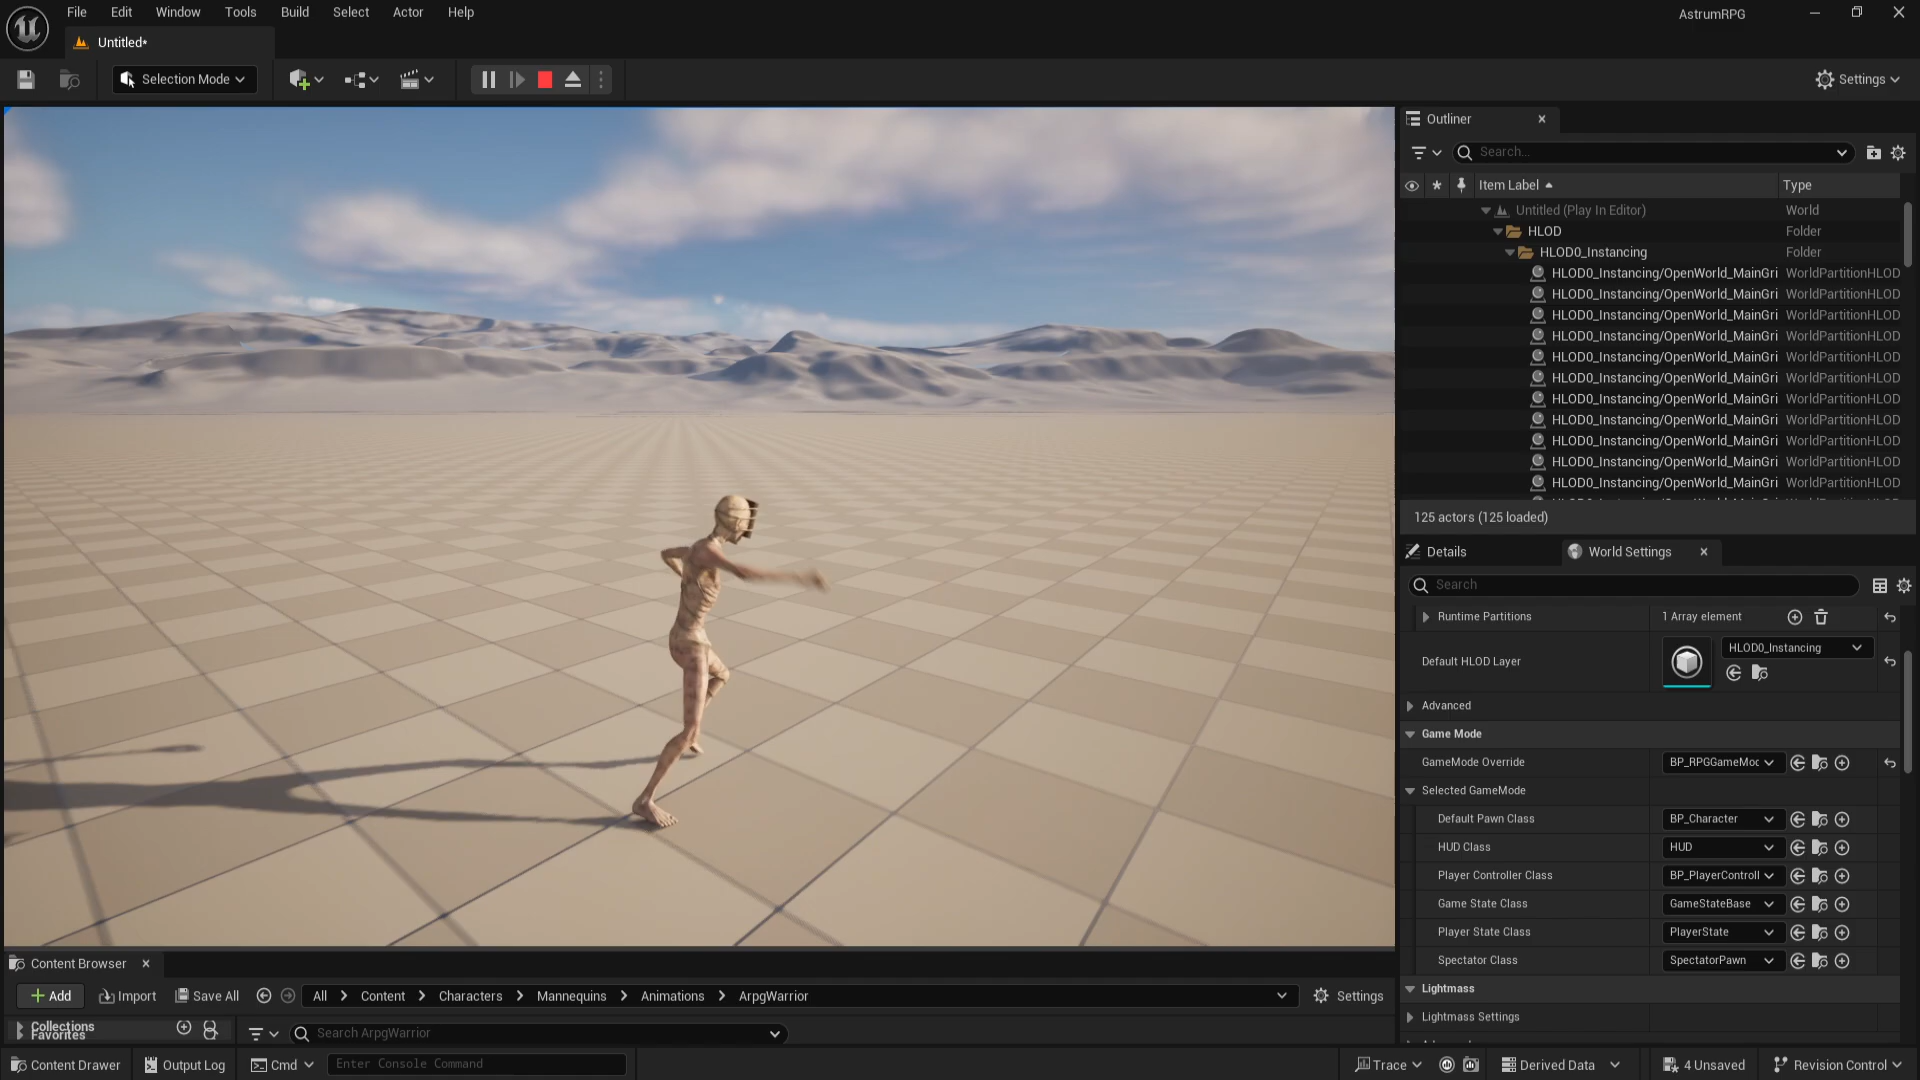 File Edit Window Tools Build Select Actor Help
AstrumRPG
Untitled*
Selection Mode
Settings
Outliner
Search...
Item Label Type
Untitled (Play In Editor) World
HLOD Folder
HLOD0_Instancing Folder
HLOD0_Instancing/OpenWorld_MainGri WorldPartitionHLOD
HLOD0_Instancing/OpenWorld_MainGri WorldPartitionHLOD
HLOD0_Instancing/OpenWorld_MainGri WorldPartitionHLOD
HLOD0_Instancing/OpenWorld_MainGri WorldPartitionHLOD
HLOD0_Instancing/OpenWorld_MainGri WorldPartitionHLOD
HLOD0_Instancing/OpenWorld_MainGri WorldPartitionHLOD
HLOD0_Instancing/OpenWorld_MainGri WorldPartitionHLOD
HLOD0_Instancing/OpenWorld_MainGri WorldPartitionHLOD
HLOD0_Instancing/OpenWorld_MainGri WorldPartitionHLOD
HLOD0_Instancing/OpenWorld_MainGri WorldPartitionHLOD
HLOD0_Instancing/OpenWorld_MainGri WorldPartitionHLOD
125 actors (125 loaded)
Details World Settings
Search
Runtime Partitions 1 Array element
Default HLOD Layer HLOD0_Instancing
Advanced
Game Mode
GameMode Override BP_RPGGameMoc
Selected GameMode
Default Pawn Class BP_Character
HUD Class HUD
Player Controller Class BP_PlayerControll
Game State Class GameStateBase
Player State Class PlayerState
Spectator Class SpectatorPawn
Lightmass
Lightmass Settings
Content Browser
Add Import Save All All Content Characters Mannequins Animations ArpgWarrior Settings
Collections
Favorites
Search ArpgWarrior
Content Drawer Output Log Cmd Enter Console Command Trace Derived Data 4 Unsaved Revision Control